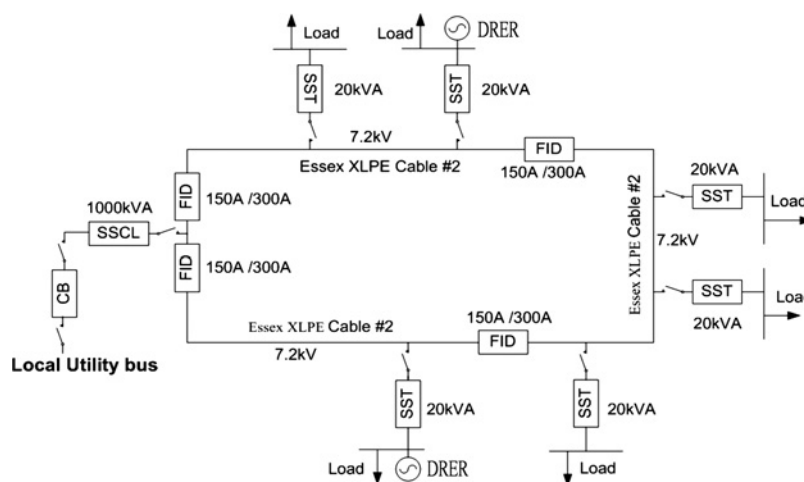 Load
Load
DRER
SST
20kVA
SST
20kVA
7.2kV
Essex XLPE Cable #2
FID
150A /300A
FID
150A /300A
1000kVA
SSCL
FID
150A /300A
CB
Local Utility bus
20kVA
SST
Load
7.2kV
Essex XLPE Cable #2
SST
20kVA
Load
Essex XLPE Cable #2
7.2kV
150A /300A
FID
SST
20kVA
SST
20kVA
Load
DRER
Load